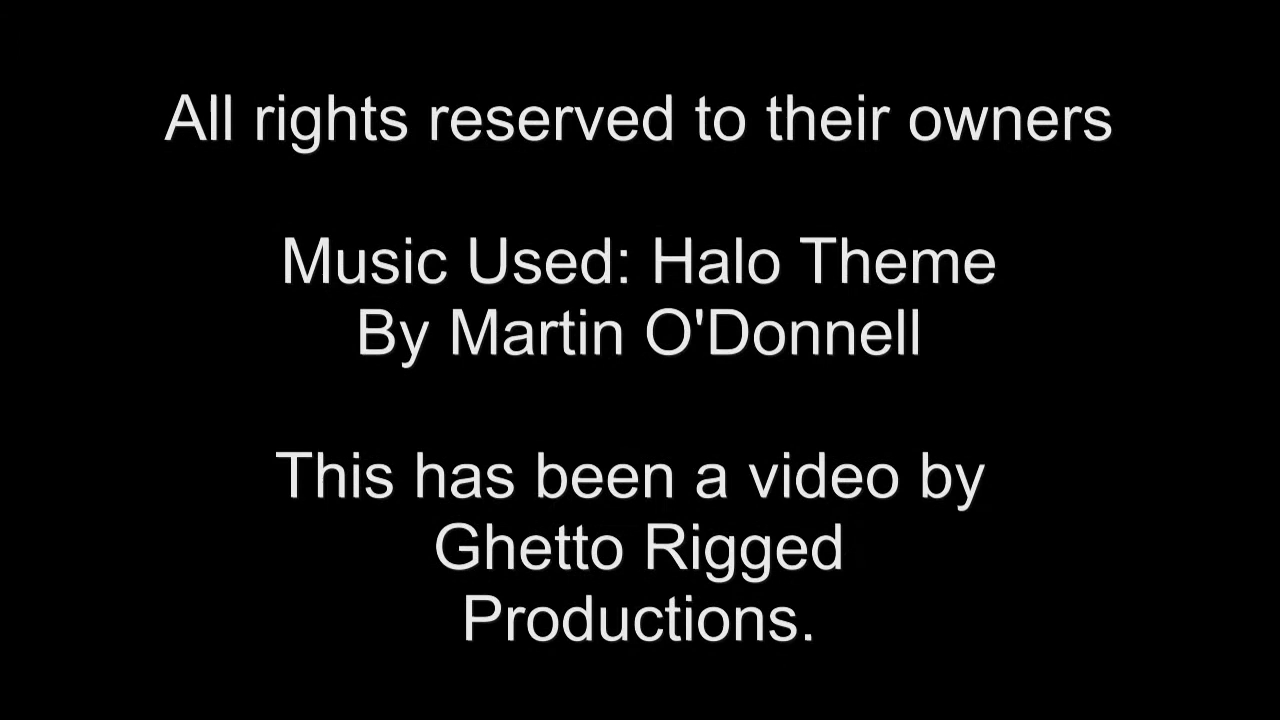 All rights reserved to their owners
Music Used: Halo Theme
By Martin O'Donnell
This has been a video by
Ghetto Rigged
Productions.